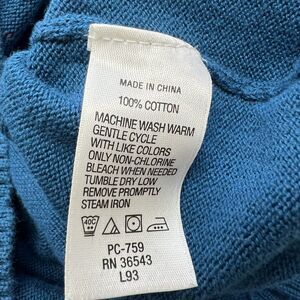 MADE IN CHINA
100% COTTON
MACHINE WASH WARM
GENTLE CYCLE
WITH LIKE COLORS
ONLY NON-CHLORINE
BLEACH WHEN NEEDED
TUMBLE DRY LOW
REMOVE PROMPTLY
STEAM IRON
40C
PC-759
RN 36543
L93